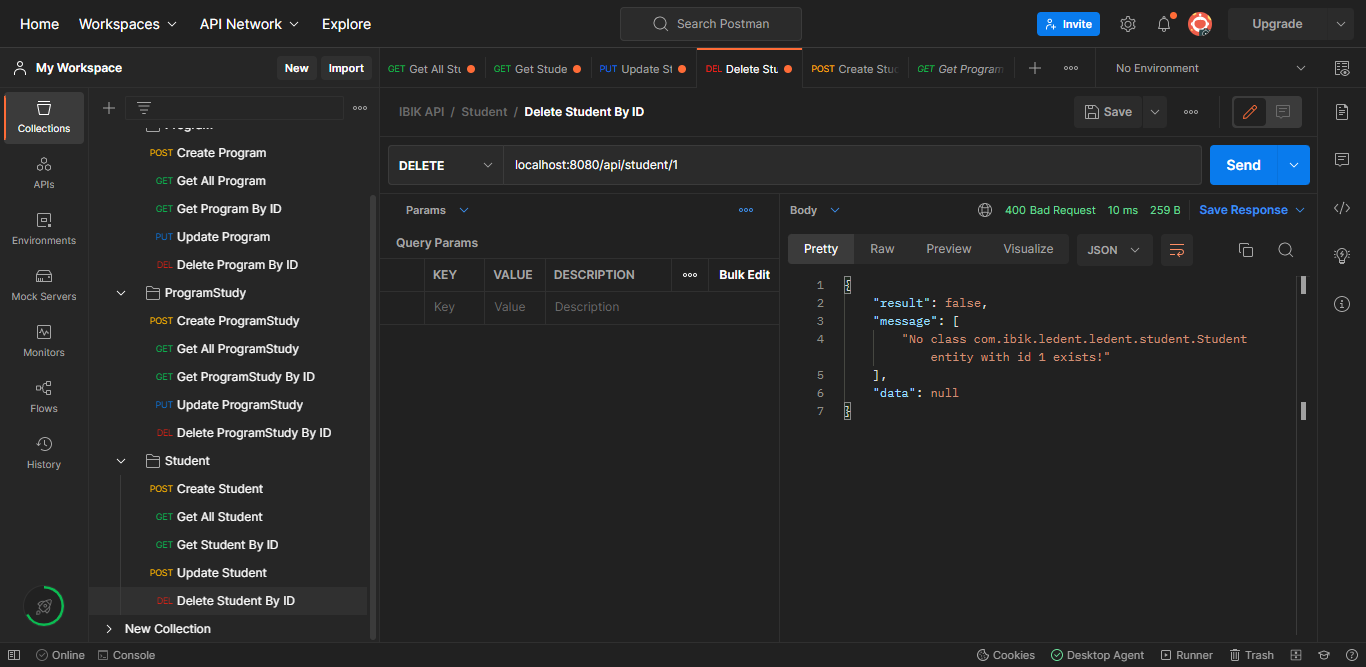 Home Workspaces API Network Explore Search Postman Invite Upgrade
My Workspace New Import GET Get All Stu GET Get Stude PUT Update St DEL Delete Stu POST Create Stu GET Get Program No Environment
Collections
APIs
Environments
Mock Servers
Monitors
Flows
History
Program
POST Create Program
GET Get All Program
GET Get Program By ID
PUT Update Program
DEL Delete Program By ID
ProgramStudy
POST Create ProgramStudy
GET Get All ProgramStudy
GET Get ProgramStudy By ID
PUT Update ProgramStudy
DEL Delete ProgramStudy By ID
Student
POST Create Student
GET Get All Student
GET Get Student By ID
POST Update Student
DEL Delete Student By ID
New Collection
IBIK API / Student / Delete Student By ID Save
DELETE localhost:8080/api/student/1 Send
Params
Query Params
KEY VALUE DESCRIPTION Bulk Edit
Key Value Description
Body 400 Bad Request 10 ms 259 B Save Response
Pretty Raw Preview Visualize JSON
1 {
2 "result": false,
3 "message": [
4 "No class com.ibik.ledent.ledent.student.Student
entity with id 1 exists!"
5 ],
6 "data": null
7 }
Online Console Cookies Desktop Agent Runner Trash